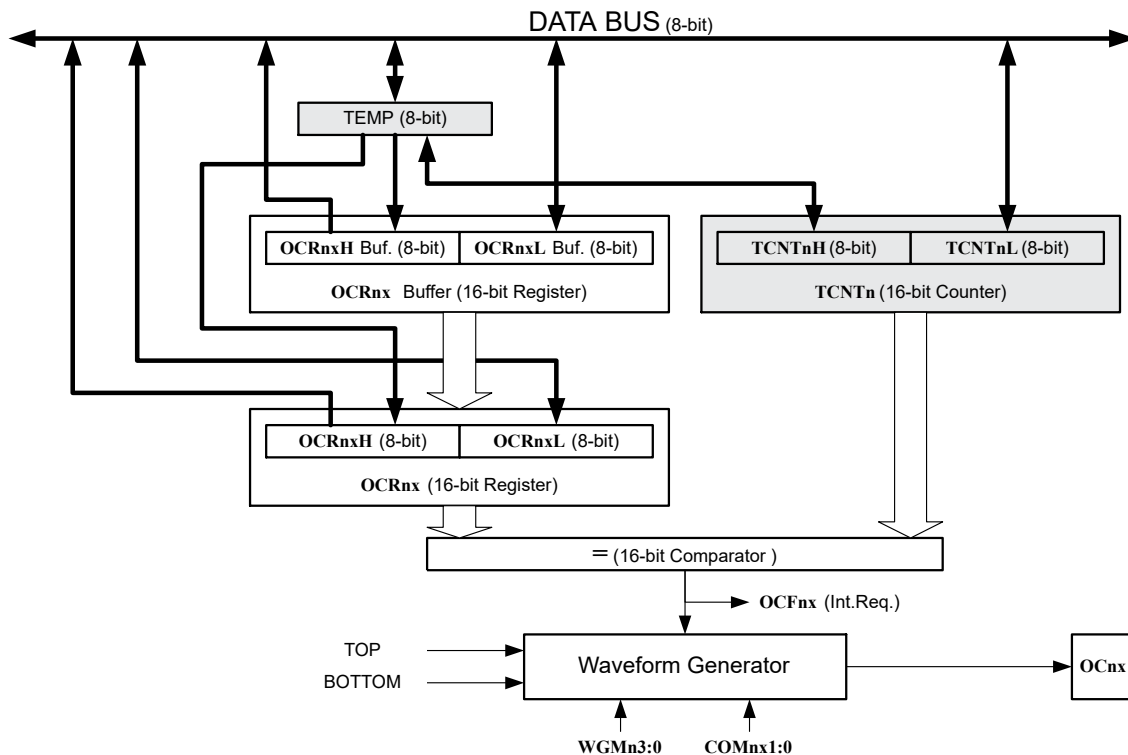 DATA BUS (8-bit)
TEMP (8-bit)
OCRnxH Buf. (8-bit) OCRnxL Buf. (8-bit)
OCRnx Buffer (16-bit Register)
TCNTnH (8-bit) TCNTnL (8-bit)
TCNTn (16-bit Counter)
OCRnxH (8-bit) OCRnxL (8-bit)
OCRnx (16-bit Register)
= (16-bit Comparator )
OCFnx (Int.Req.)
TOP
BOTTOM
Waveform Generator
OCnx
WGMn3:0 COMnx1:0